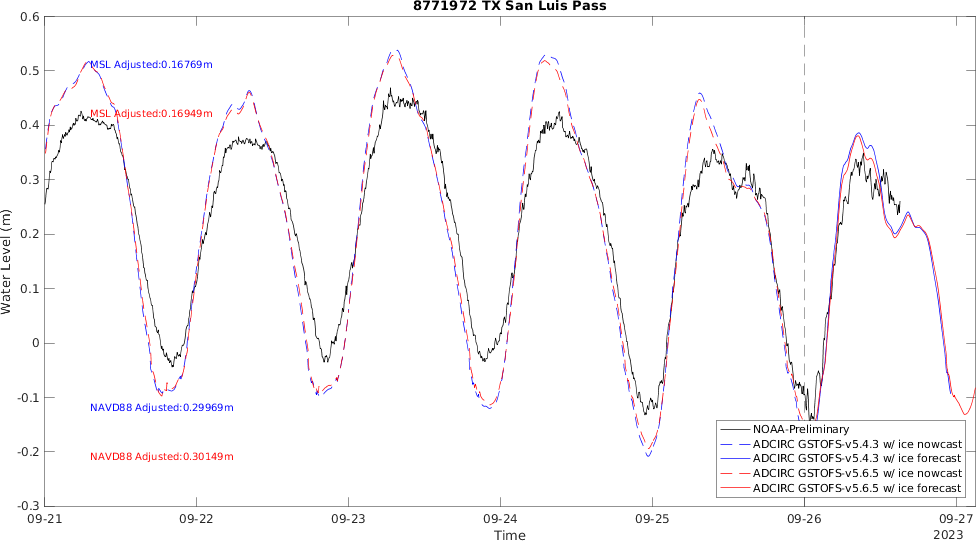 8771972 TX San Luis Pass
0.6
0.5
0.4
0.3
0.2
0.1
0
-0.1
-0.2
-0.3
Water Level (m)
MSL Adjusted:0.16769m
MSL Adjusted:0.16949m
NAVD88 Adjusted:0.29969m
NAVD88 Adjusted:0.30149m
NOAA-Preliminary
ADCIRC GSTOFS-v5.4.3 w/ ice nowcast
ADCIRC GSTOFS-v5.4.3 w/ ice forecast
ADCIRC GSTOFS-v5.6.5 w/ ice nowcast
ADCIRC GSTOFS-v5.6.5 w/ ice forecast
09-21 09-22 09-23 09-24 09-25 09-26 09-27
2023
Time